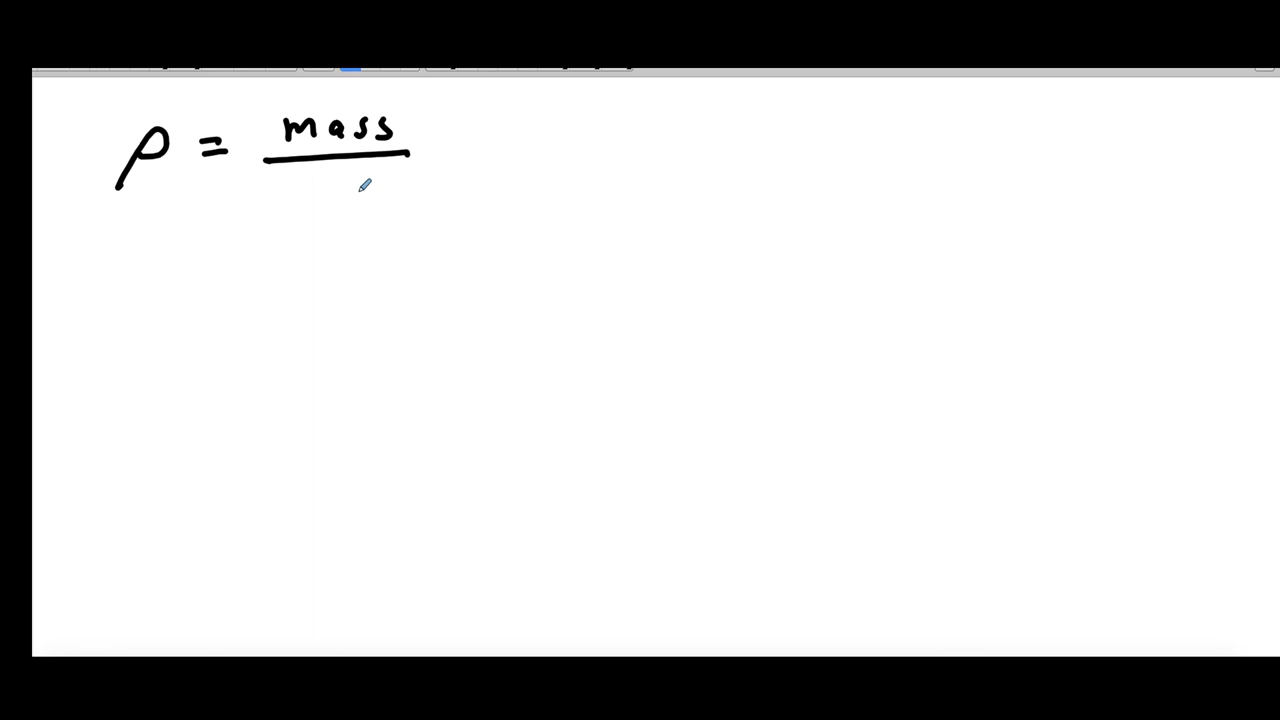 ρ = mass